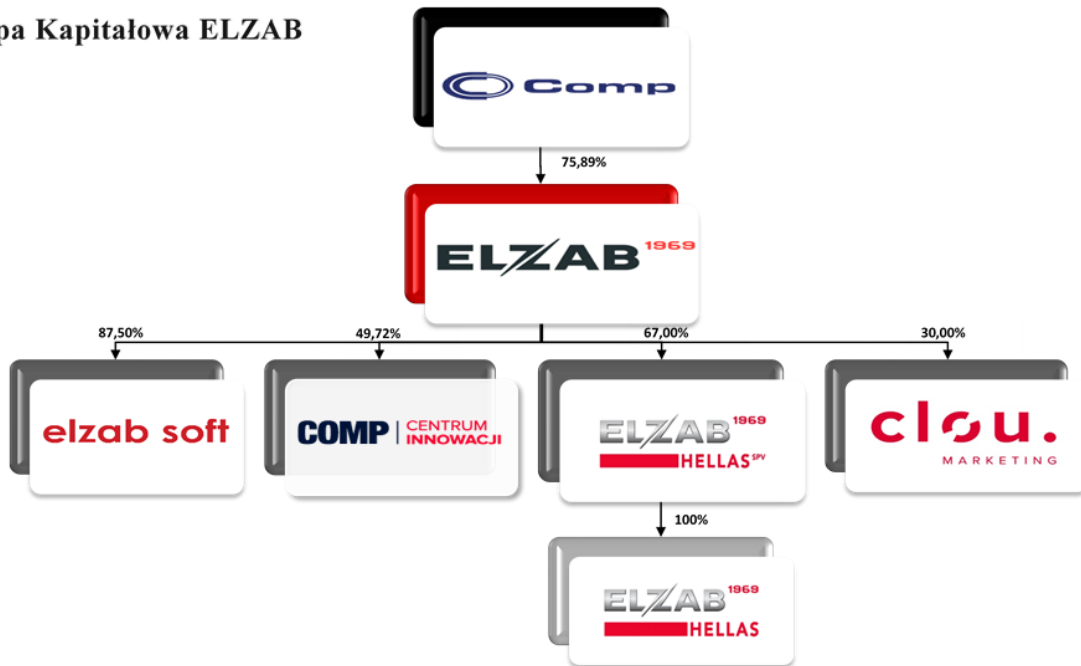 pa Kapitałowa ELZAB
Comp
75,89%
ELZAB 1969
87,50%
49,72%
67,00%
30,00%
elzab soft
COMP | CENTRUM
INNOWACJI
ELZAB 1969
HELLAS SPV
clou.
MARKETING
100%
ELZAB 1969
HELLAS